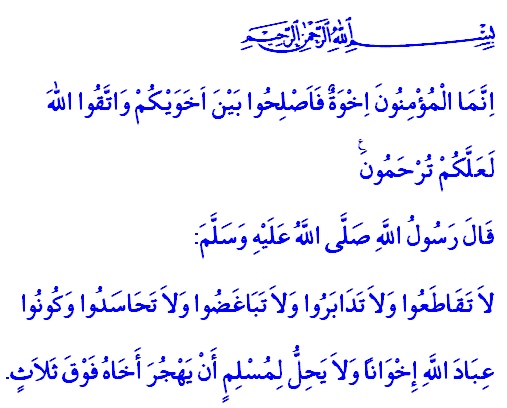 بِسْمِ اللهِ الرَّحْمٰنِ الرَّحِيمِ
اِنَّمَا الْمُؤْمِنُونَ اِخْوَةٌ فَاَصْلِحُوا بَيْنَ اَخَوَيْكُمْ وَاتَّقُوا اللّٰهَ
لَعَلَّكُمْ تُرْحَمُونَ ۟ۚ
قَالَ رَسُولُ اللَّهِ صَلَّى اللَّهُ عَلَيْهِ وَسَلَّمَ:
لاَ تَقَاطَعُوا وَلاَ تَدَابَرُوا وَلاَ تَبَاغَضُوا وَلاَ تَحَاسَدُوا وَكُونُوا
عِبَادَ اللَّهِ إِخْوَانًا وَلاَ يَحِلُّ لِمُسْلِمٍ أَنْ يَهْجُرَ أَخَاهُ فَوْقَ ثَلاَثٍ.